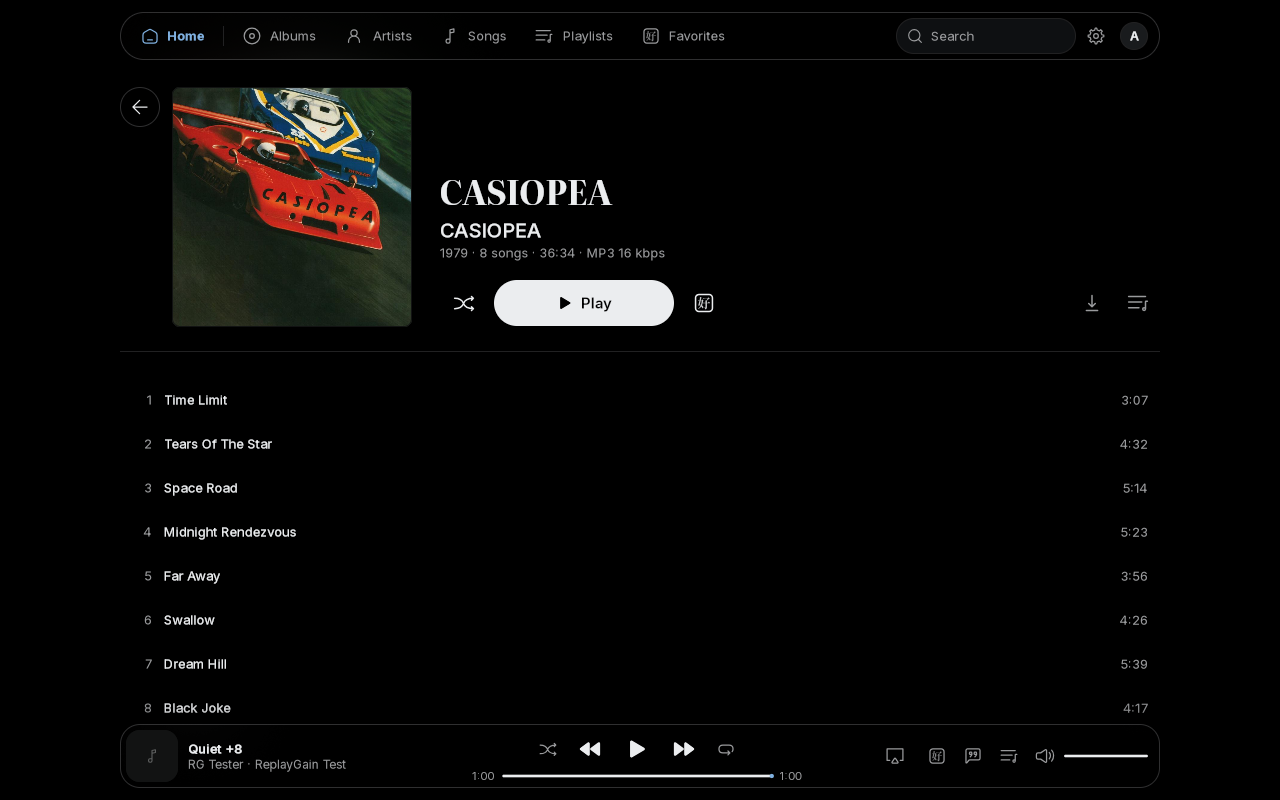 Home
Albums
Artists
Songs
Playlists
好 Favorites
Search
A
CASIOPEA
CASIOPEA
CASIOPEA
1979 · 8 songs · 36:34 · MP3 16 kbps
Play
好
1 Time Limit 3:07
2 Tears Of The Star 4:32
3 Space Road 5:14
4 Midnight Rendezvous 5:23
5 Far Away 3:56
6 Swallow 4:26
7 Dream Hill 5:39
8 Black Joke 4:17
Quiet +8
RG Tester · ReplayGain Test
1:00 1:00
好